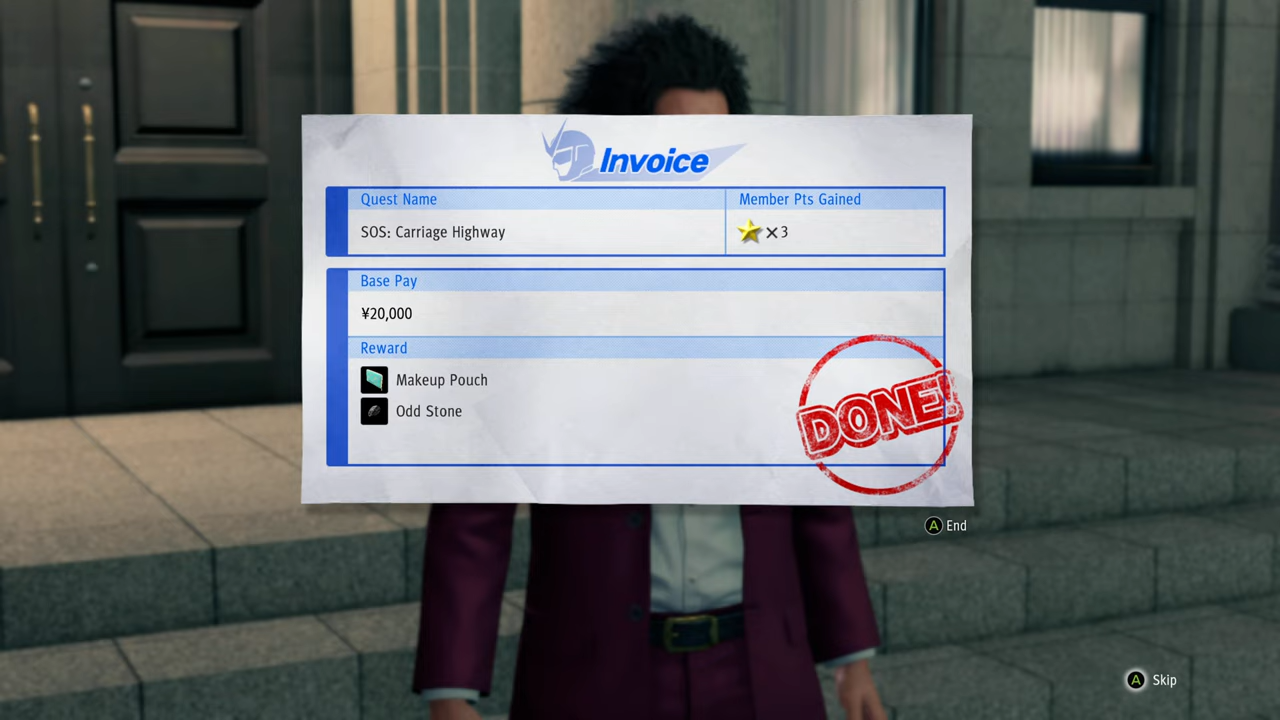 Invoice
Quest Name
Member Pts Gained
SOS: Carriage Highway
×3
Base Pay
¥20,000
Reward
Makeup Pouch
Odd Stone
DONE!
A End
A Skip